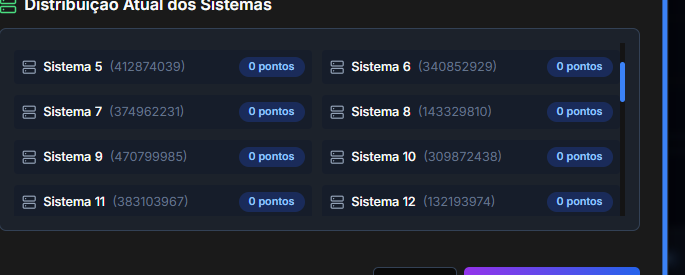 Distribuição Atual dos Sistemas
Sistema 5 (412874039) 0 pontos Sistema 6 (340852929) 0 pontos
Sistema 7 (374962231) 0 pontos Sistema 8 (143329810) 0 pontos
Sistema 9 (470799985) 0 pontos Sistema 10 (309872438) 0 pontos
Sistema 11 (383103967) 0 pontos Sistema 12 (132193974) 0 pontos